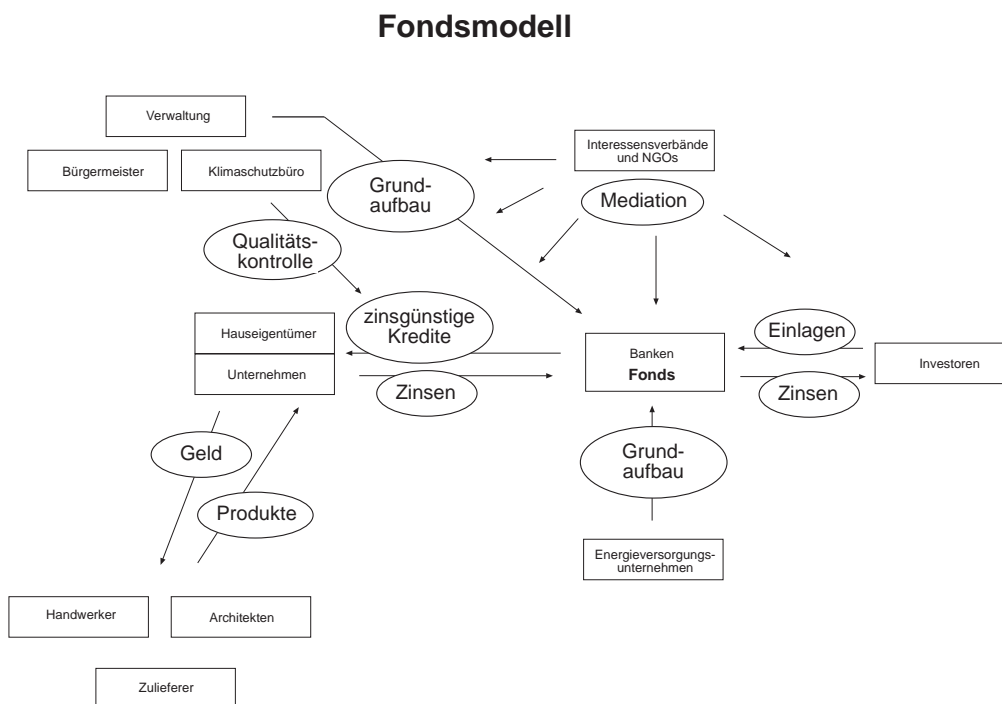 Fondsmodell
Verwaltung
Bürgermeister
Klimaschutzbüro
Interessensverbände
und NGOs
Grund-
aufbau
Mediation
Qualitäts-
kontrolle
zinsgünstige
Kredite
Hauseigentümer
Unternehmen
Zinsen
Banken
Fonds
Einlagen
Zinsen
Investoren
Geld
Produkte
Grund-
aufbau
Energieversorgungs-
unternehmen
Handwerker
Architekten
Zulieferer